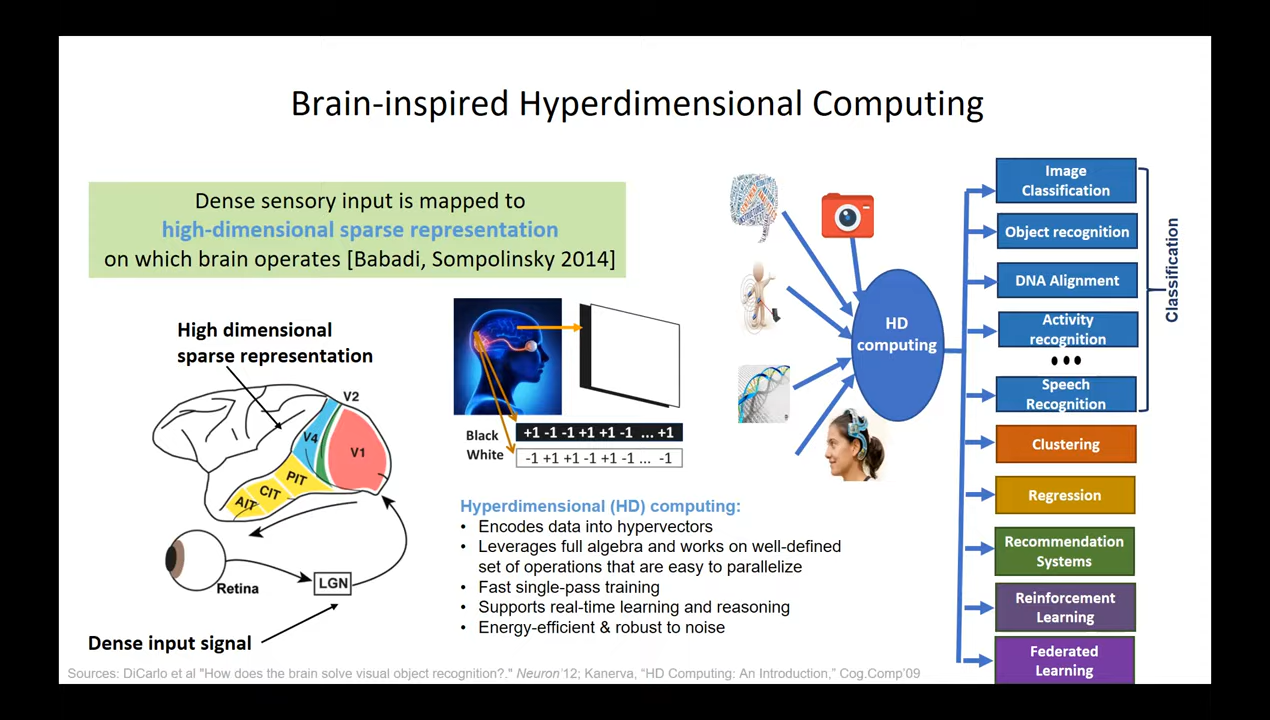 Brain-inspired Hyperdimensional Computing
Dense sensory input is mapped to
high-dimensional sparse representation
on which brain operates [Babadi, Sompolinsky 2014]
High dimensional
sparse representation
V2
V4
V1
PIT
CIT
AIT
Retina
LGN
Dense input signal
Black
+1 -1 -1 +1 +1 -1 ... +1
White
-1 +1 +1 -1 +1 -1 ... -1
Hyperdimensional (HD) computing:
• Encodes data into hypervectors
• Leverages full algebra and works on well-defined
set of operations that are easy to parallelize
• Fast single-pass training
• Supports real-time learning and reasoning
• Energy-efficient & robust to noise
HD
computing
Image
Classification
Object recognition
DNA Alignment
Activity
recognition
•••
Speech
Recognition
Classification
Clustering
Regression
Recommendation
Systems
Reinforcement
Learning
Federated
Learning
Sources: DiCarlo et al "How does the brain solve visual object recognition?." Neuron'12; Kanerva, "HD Computing: An Introduction," Cog.Comp'09